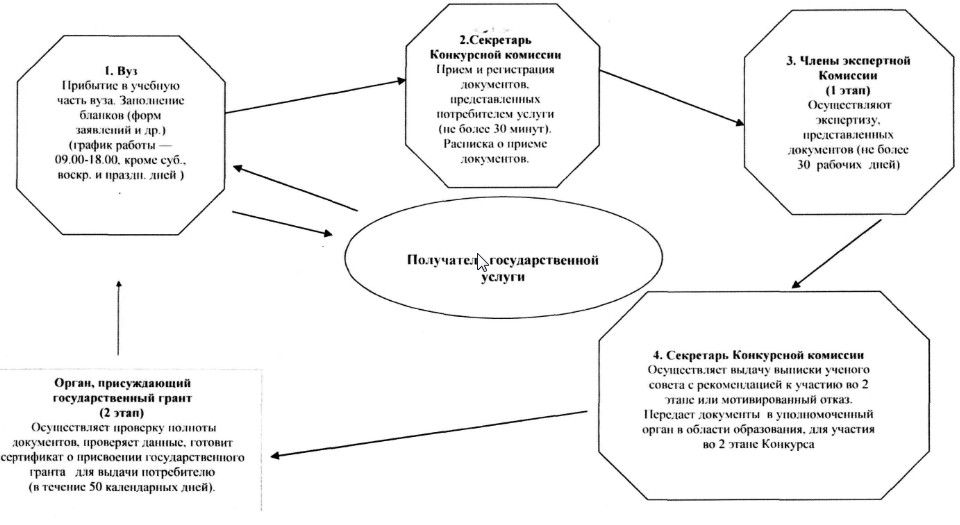 1. Вуз
Прибытие в учебную
часть вуза. Заполнение
бланков (форм
заявлений и др.)
(график работы —
09.00-18.00, кроме суб.,
воскр. и праздн. дней )
2.Секретарь
Конкурсной комиссии
Прием и регистрация
документов,
представленных
потребителем услуги
(не более 30 минут).
Расписка о приеме
документов.
3. Члены экспертной
Комиссии
(1 этап)
Осуществляют
экспертизу,
представленных
документов (не более
30 рабочих дней)
Получатель государственной
услуги
4. Секретарь Конкурсной комиссии
Осуществляет выдачу выписки ученого
совета с рекомендацией к участию во 2
этапе или мотивированный отказ.
Передает документы в уполномоченный
орган в области образования, для участия
во 2 этапе Конкурса
Орган, присуждающий
государственный грант
(2 этап)
Осуществляет проверку полноты
документов, проверяет данные, готовит
сертификат о присвоении государственного
гранта для выдачи потребителю
(в течение 50 календарных дней).